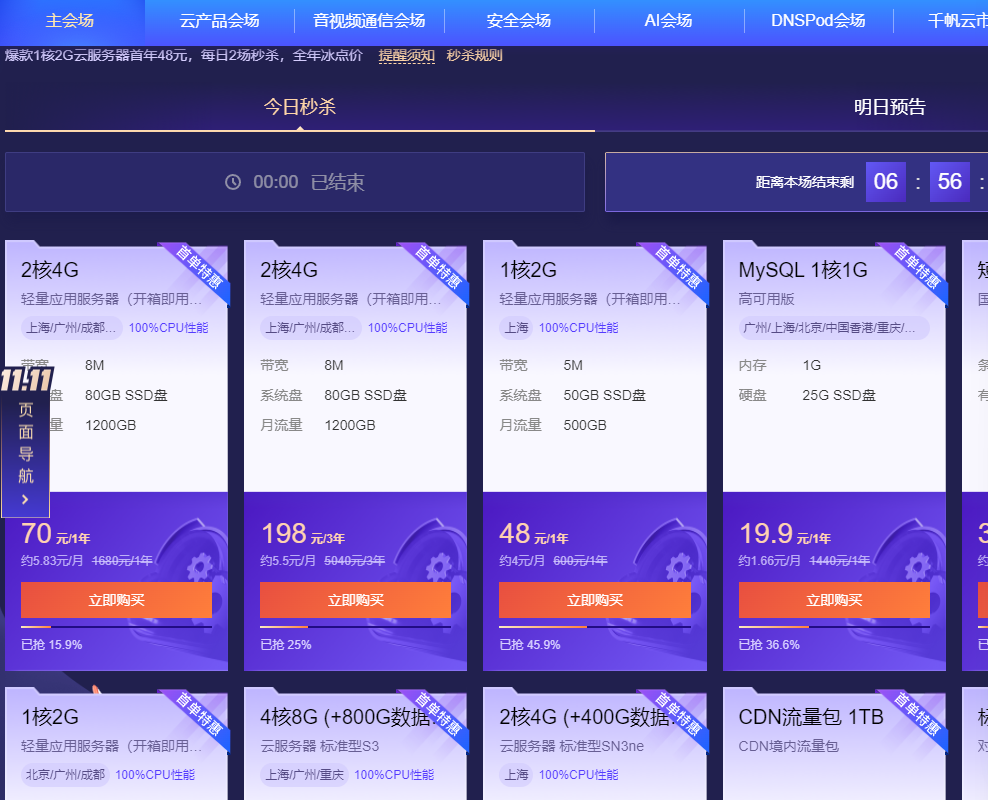 主会场 云产品会场 音视频通信会场 安全会场 AI会场 DNSPod会场 千帆云市
爆款1核2G云服务器首年48元，每日2场秒杀，全年冰点价 提醒须知 秒杀规则
今日秒杀 明日预告
00:00 已结束
距离本场结束剩 06 : 56 :
首单特惠
2核4G
轻量应用服务器（开箱即用...
上海/广州/成都... 100%CPU性能
带宽 8M
盘 80GB SSD盘
量 1200GB
70 元/1年
约5.83元/月 1680元/1年
立即购买
已抢 15.9%
首单特惠
2核4G
轻量应用服务器（开箱即用...
上海/广州/成都... 100%CPU性能
带宽 8M
系统盘 80GB SSD盘
月流量 1200GB
198 元/3年
约5.5元/月 5040元/3年
立即购买
已抢 25%
首单特惠
1核2G
轻量应用服务器（开箱即用...
上海 100%CPU性能
带宽 5M
系统盘 50GB SSD盘
月流量 500GB
48 元/1年
约4元/月 600元/1年
立即购买
已抢 45.9%
首单特惠
MySQL 1核1G
高可用版
广州/上海/北京/中国香港/重庆/...
内存 1G
硬盘 25G SSD盘
19.9 元/1年
约1.66元/月 1440元/1年
立即购买
已抢 36.6%
11.11
页
面
导
航
首单特惠
1核2G
轻量应用服务器（开箱即用...
北京/广州/成都 100%CPU性能
首单特惠
4核8G (+800G数据
云服务器 标准型S3
上海/广州/重庆 100%CPU性能
首单特惠
2核4G (+400G数据.
云服务器 标准型SN3ne
上海 100%CPU性能
首单特惠
CDN流量包 1TB
CDN境内流量包